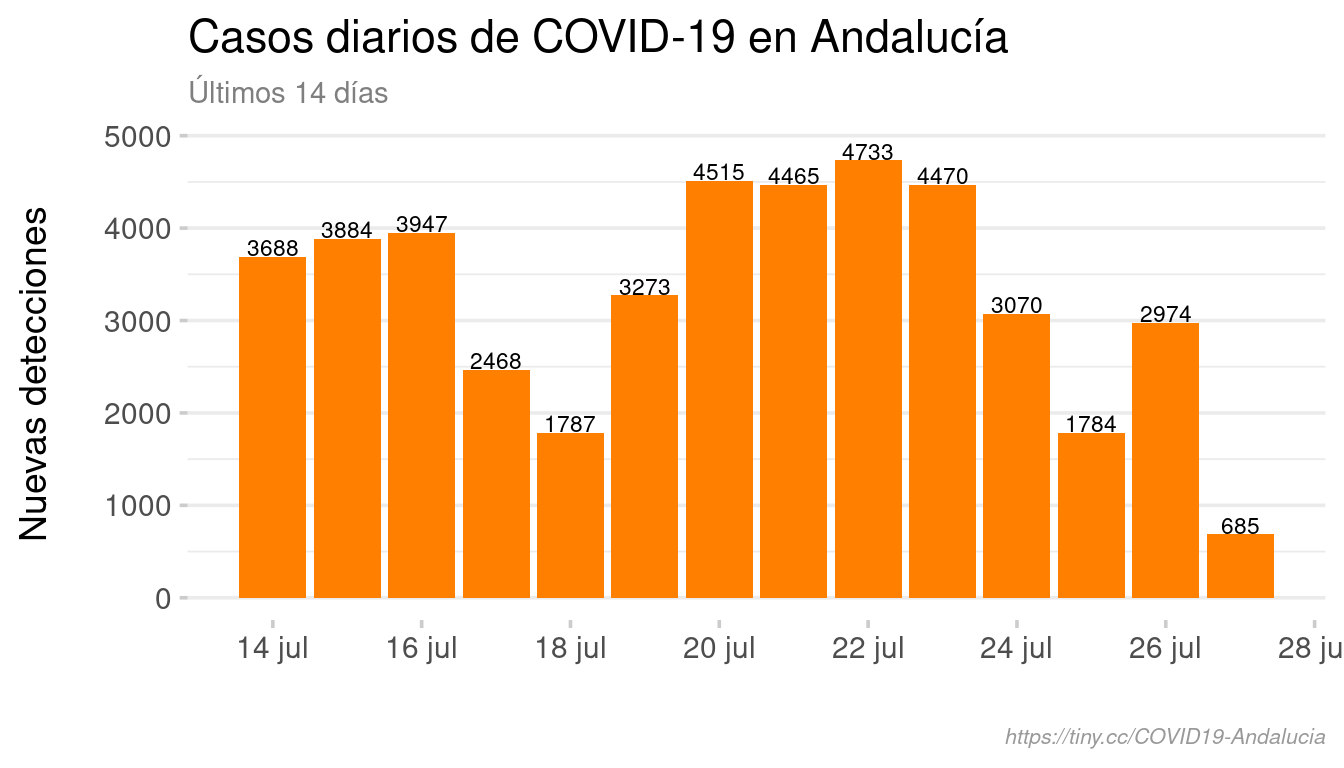 Casos diarios de COVID-19 en Andalucía
Últimos 14 días
Nuevas detecciones
5000
4000
3000
2000
1000
0
3688
3884
3947
2468
1787
3273
4515
4465
4733
4470
3070
1784
2974
685
14 jul
16 jul
18 jul
20 jul
22 jul
24 jul
26 jul
28 ju
https://tiny.cc/COVID19-Andalucia